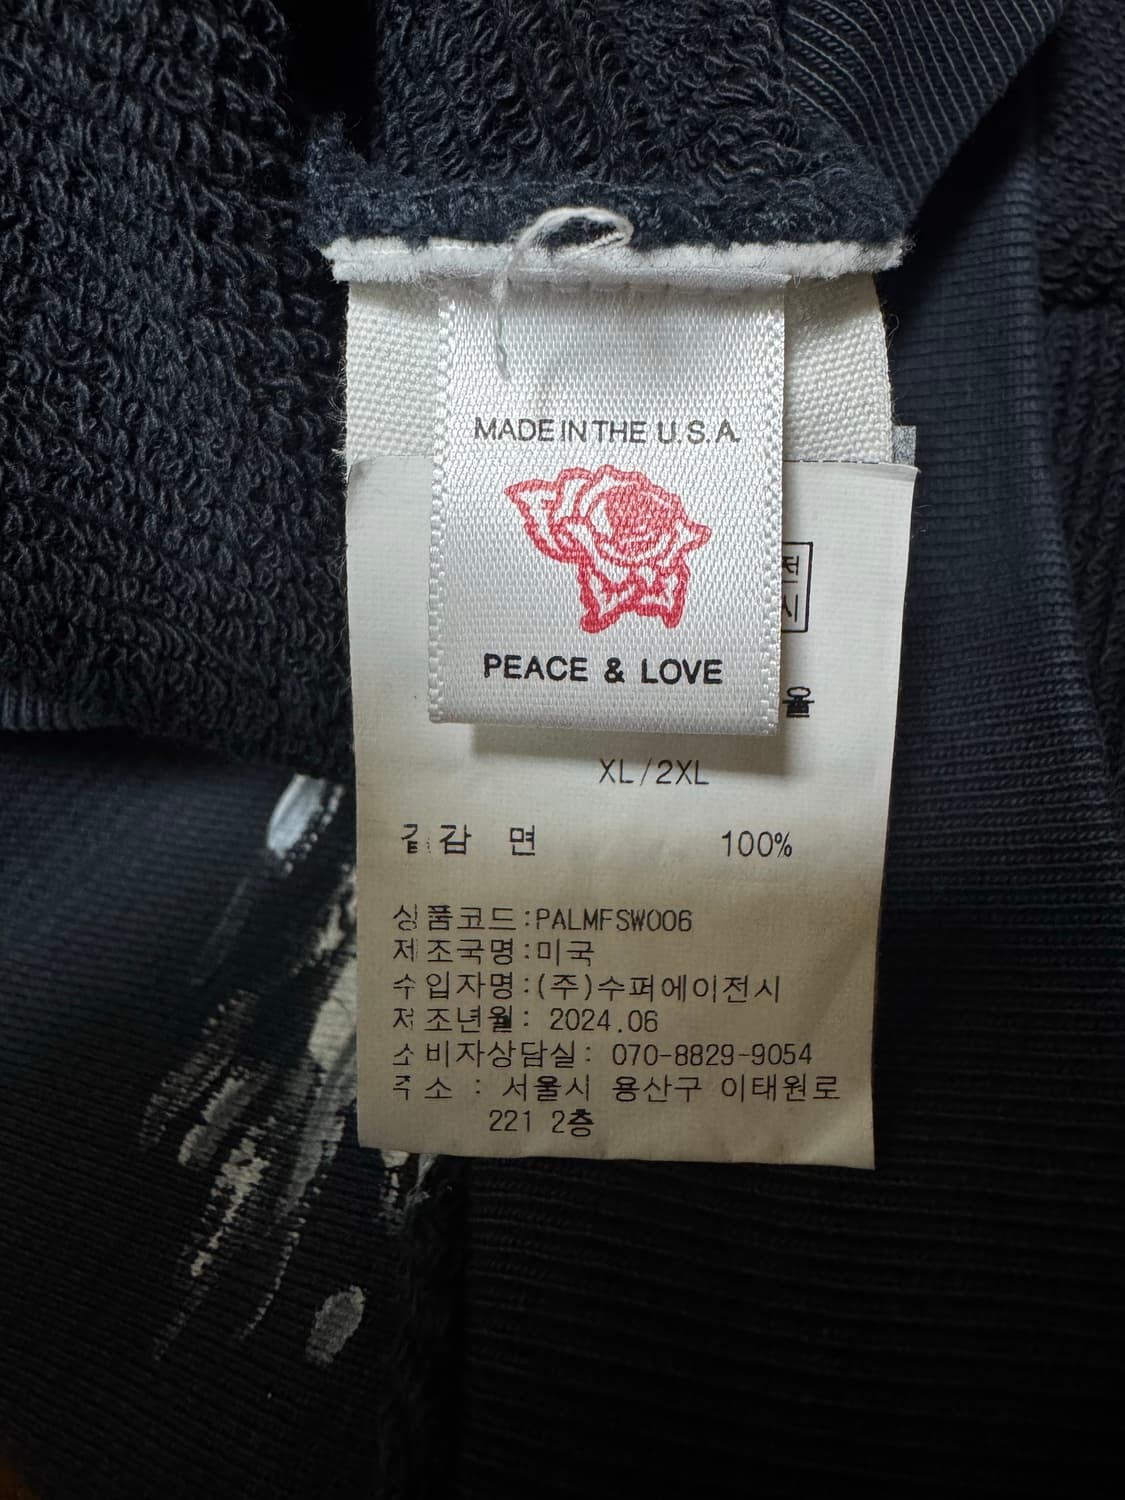 MADE IN THE U.S.A.
PEACE & LOVE
율
XL/2XL
겉감 면 100%
상품코드:PALMFSW006
제조국명:미국
수입자명:(주)수퍼에이전시
제조년월: 2024.06
소비자상담실: 070-8829-9054
주소 : 서울시 용산구 이태원로
221 2층